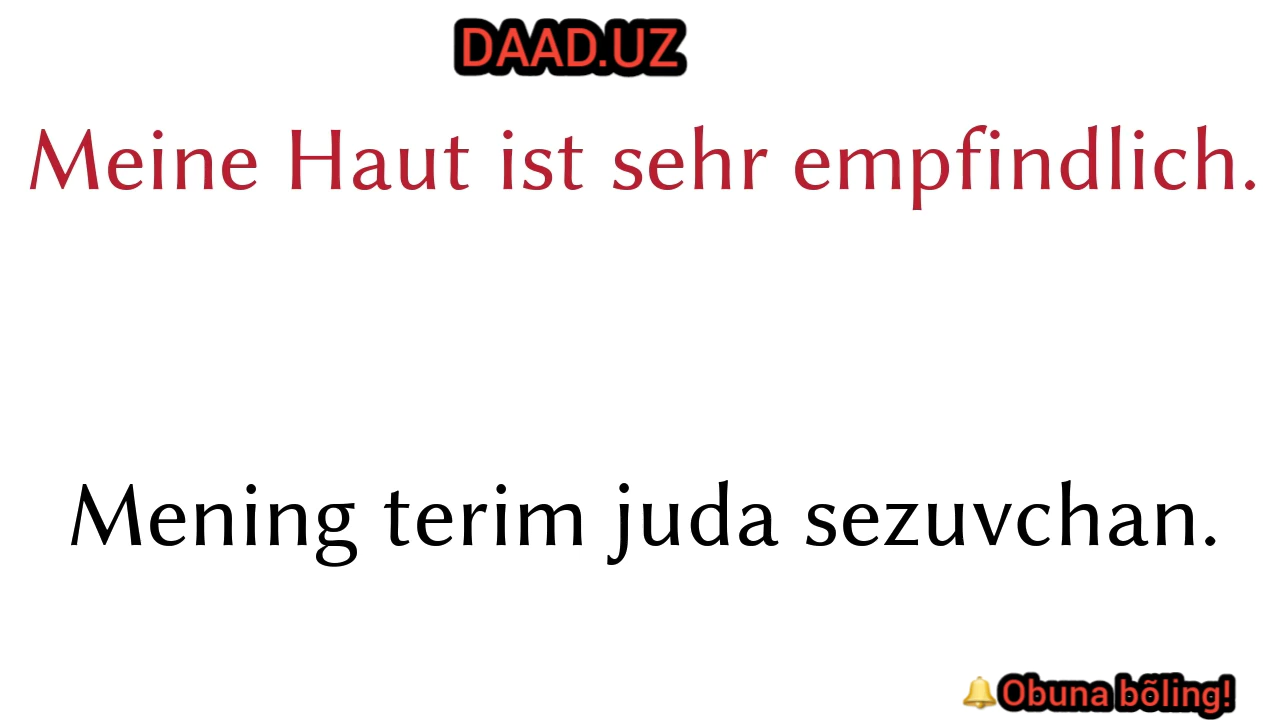 DAAD.UZ
Meine Haut ist sehr empfindlich.
Mening terim juda sezuvchan.
🔔Obuna bõling!